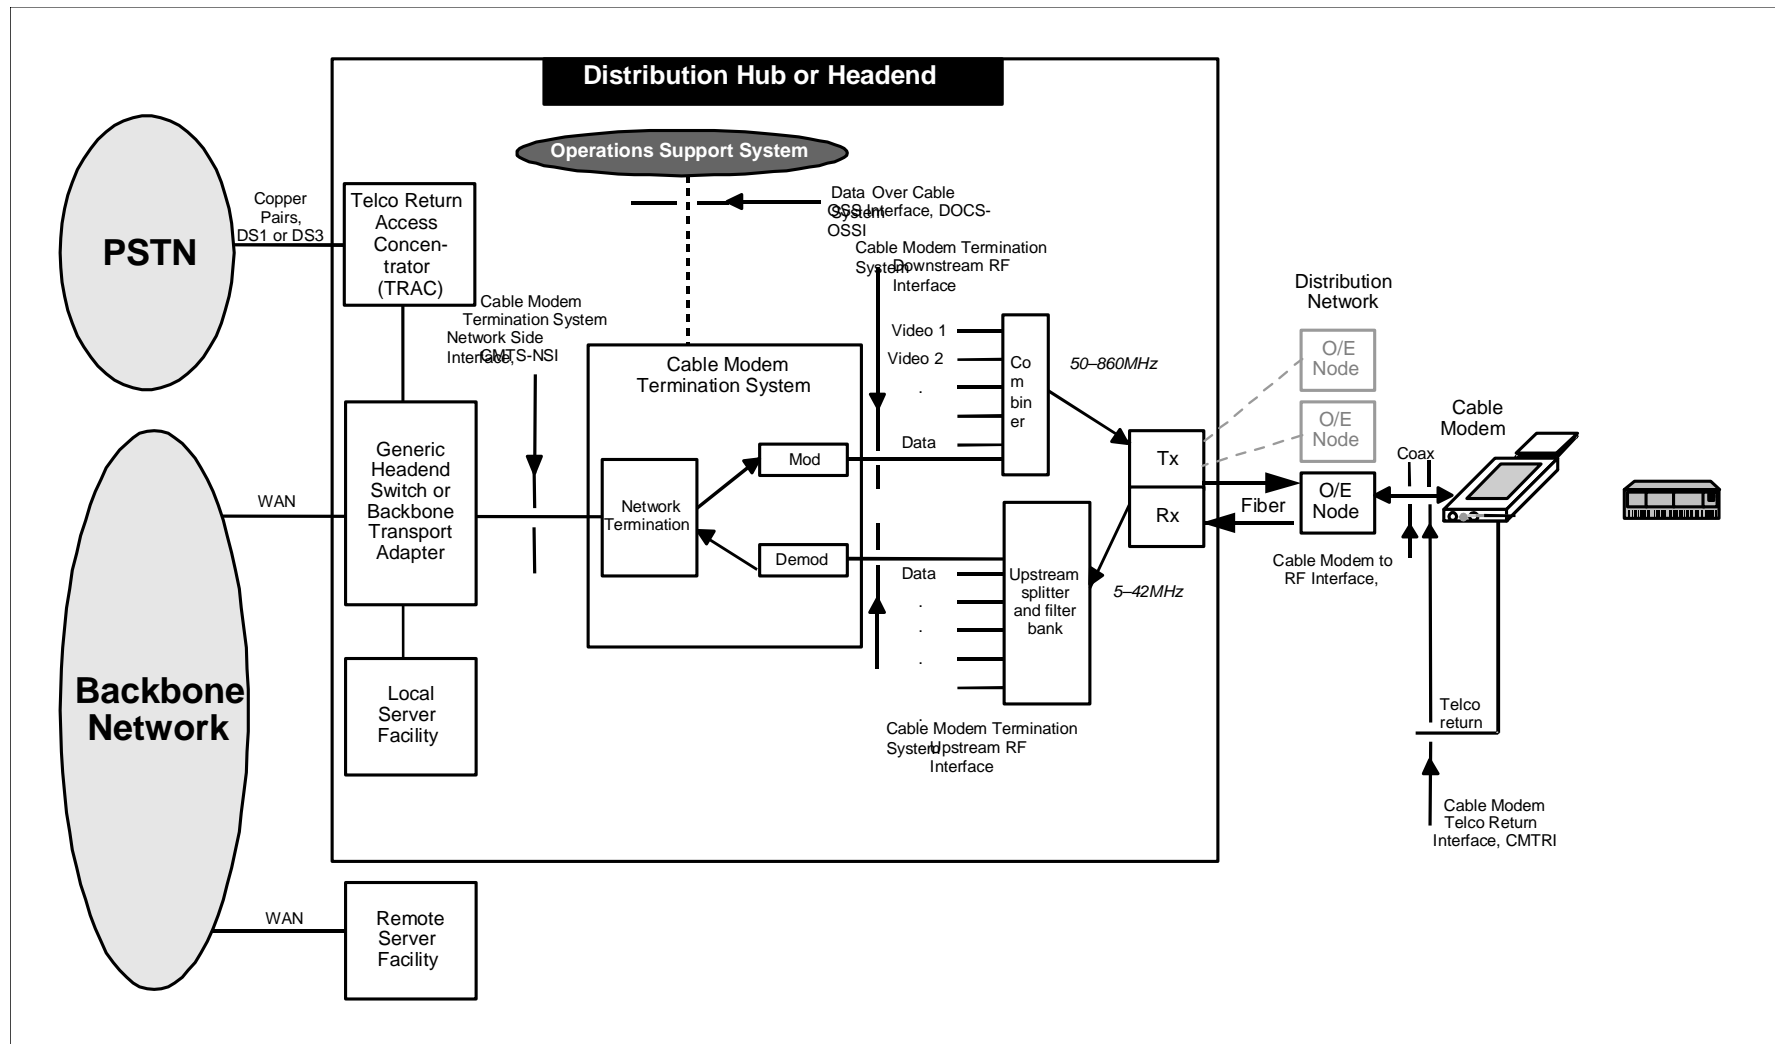 Distribution Hub or Headend
Operations Support System
PSTN
Copper
Pairs,
DS1 or DS3
Telco Return
Access
Concen-
trator
(TRAC)
Data Over Cable
System
OSS Interface, DOCS-
OSSI
Cable Modem Termination
System
Downstream RF
Interface
Cable Modem
Termination System
Network Side
Interface,
CMTS-NSI
Cable Modem
Termination System
Video 1
Video 2
.
Data
Co
m
bin
er
50–860MHz
Distribution
Network
O/E
Node
O/E
Node
O/E
Node
Cable
Modem
Coax
Generic
Headend
Switch or
Backbone
Transport
Adapter
WAN
Network
Termination
Mod
Demod
Tx
Rx
Fiber
Data
.
.
.
.
Upstream
splitter
and filter
bank
5–42MHz
Cable Modem to
RF Interface,
Backbone
Network
Local
Server
Facility
Cable Modem Termination
System
Upstream RF
Interface
Telco
return
Cable Modem
Telco Return
Interface, CMTRI
WAN
Remote
Server
Facility